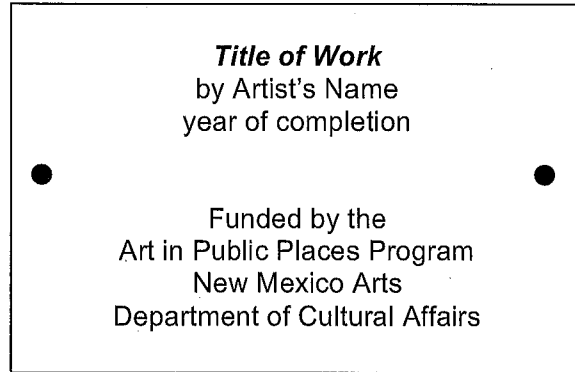 Title of Work
by Artist's Name
year of completion
Funded by the
Art in Public Places Program
New Mexico Arts
Department of Cultural Affairs